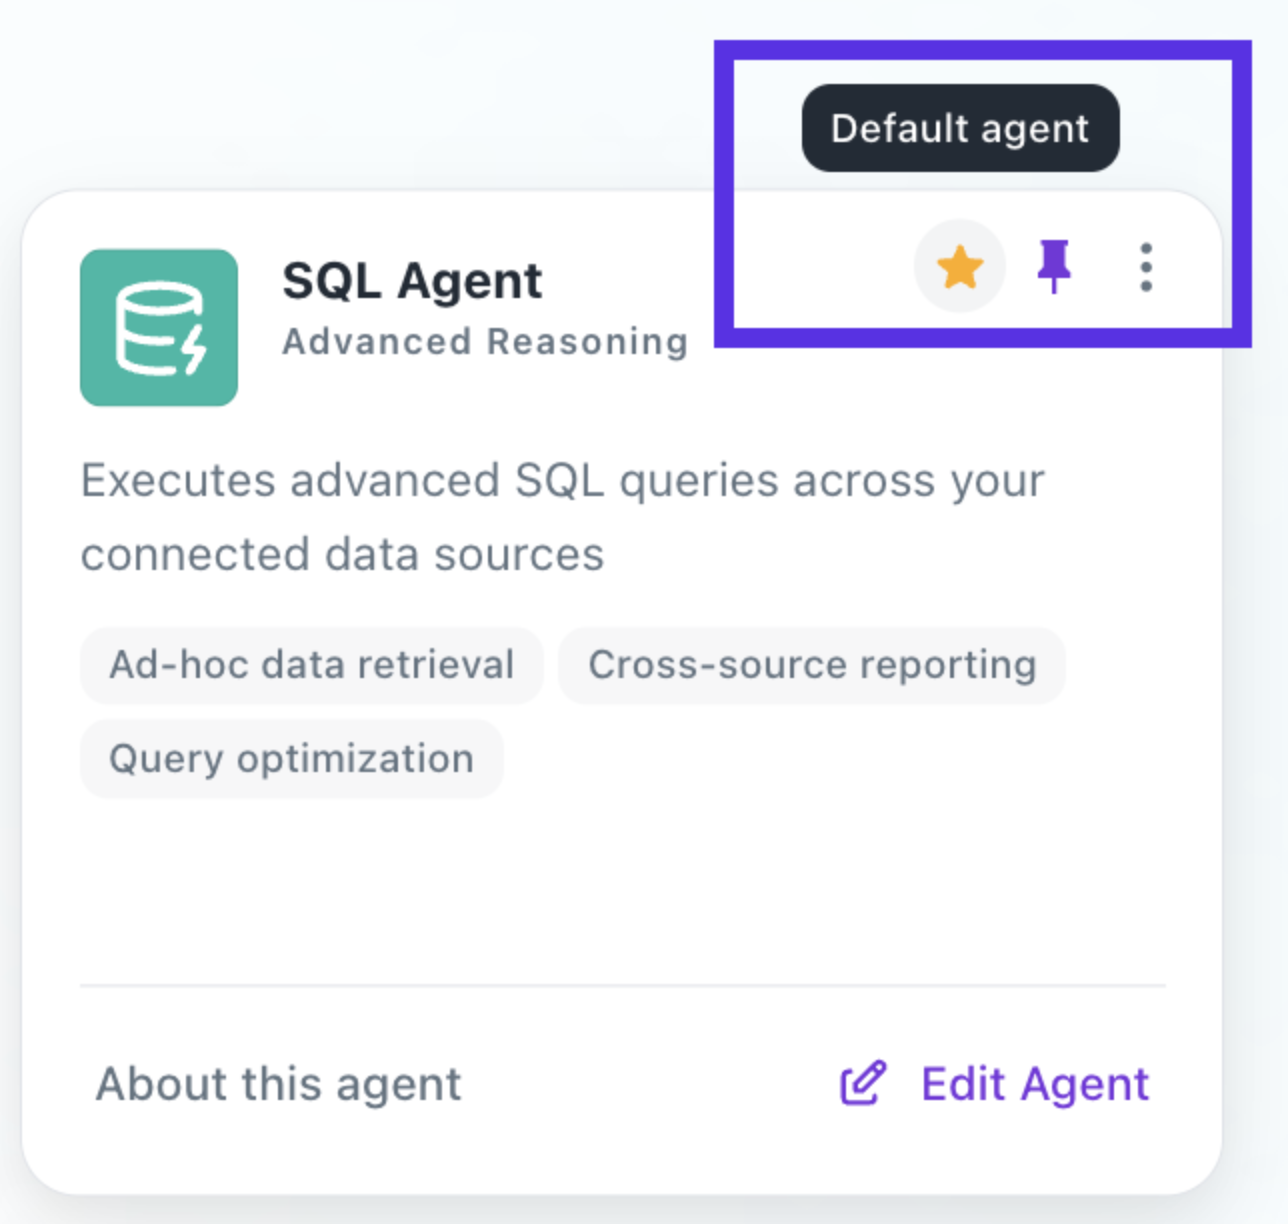 Default agent
SQL Agent
Advanced Reasoning
Executes advanced SQL queries across your
connected data sources
Ad-hoc data retrieval
Cross-source reporting
Query optimization
About this agent
Edit Agent